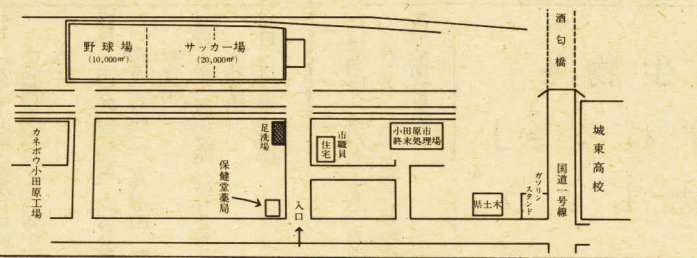 野球場
(10,000㎡)
サッカー場
(20,000㎡)
酒匂橋
カネボウ小田原工場
足洗場
保健堂薬局
入口
市職員
住宅
小田原市
終末処理場
県土木
ガソリン
スタンド
国道一号線
城東高校